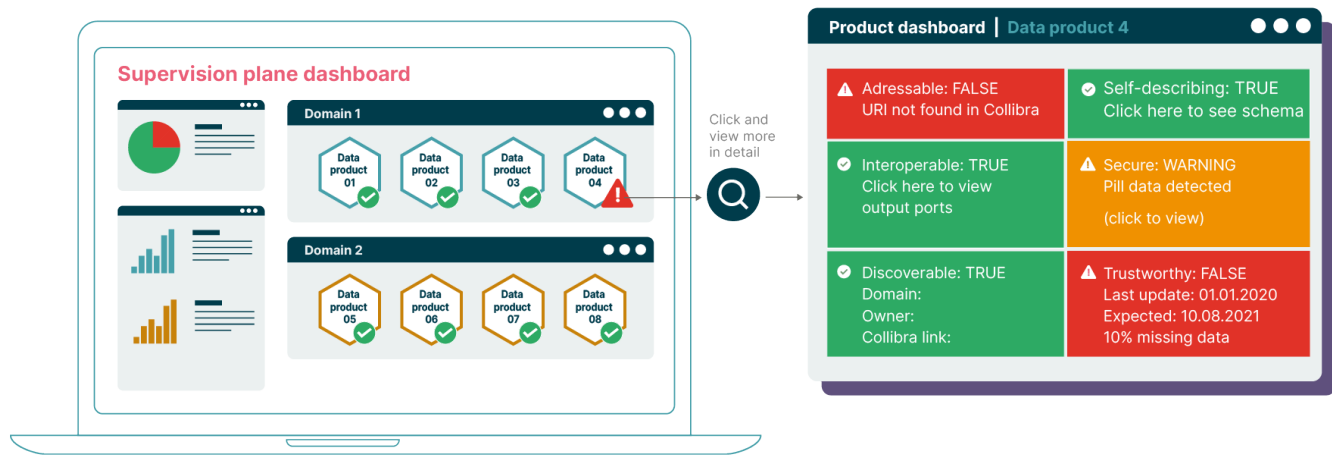 Supervision plane dashboard
Domain 1
Data
product
01
Data
product
02
Data
product
03
Data
product
04
Domain 2
Data
product
05
Data
product
06
Data
product
07
Data
product
08
Click and
view more
in detail
Product dashboard | Data product 4
Adressable: FALSE
URI not found in Collibra
Self-describing: TRUE
Click here to see schema
Interoperable: TRUE
Click here to view
output ports
Secure: WARNING
Pill data detected
(click to view)
Discoverable: TRUE
Domain:
Owner:
Collibra link:
Trustworthy: FALSE
Last update: 01.01.2020
Expected: 10.08.2021
10% missing data